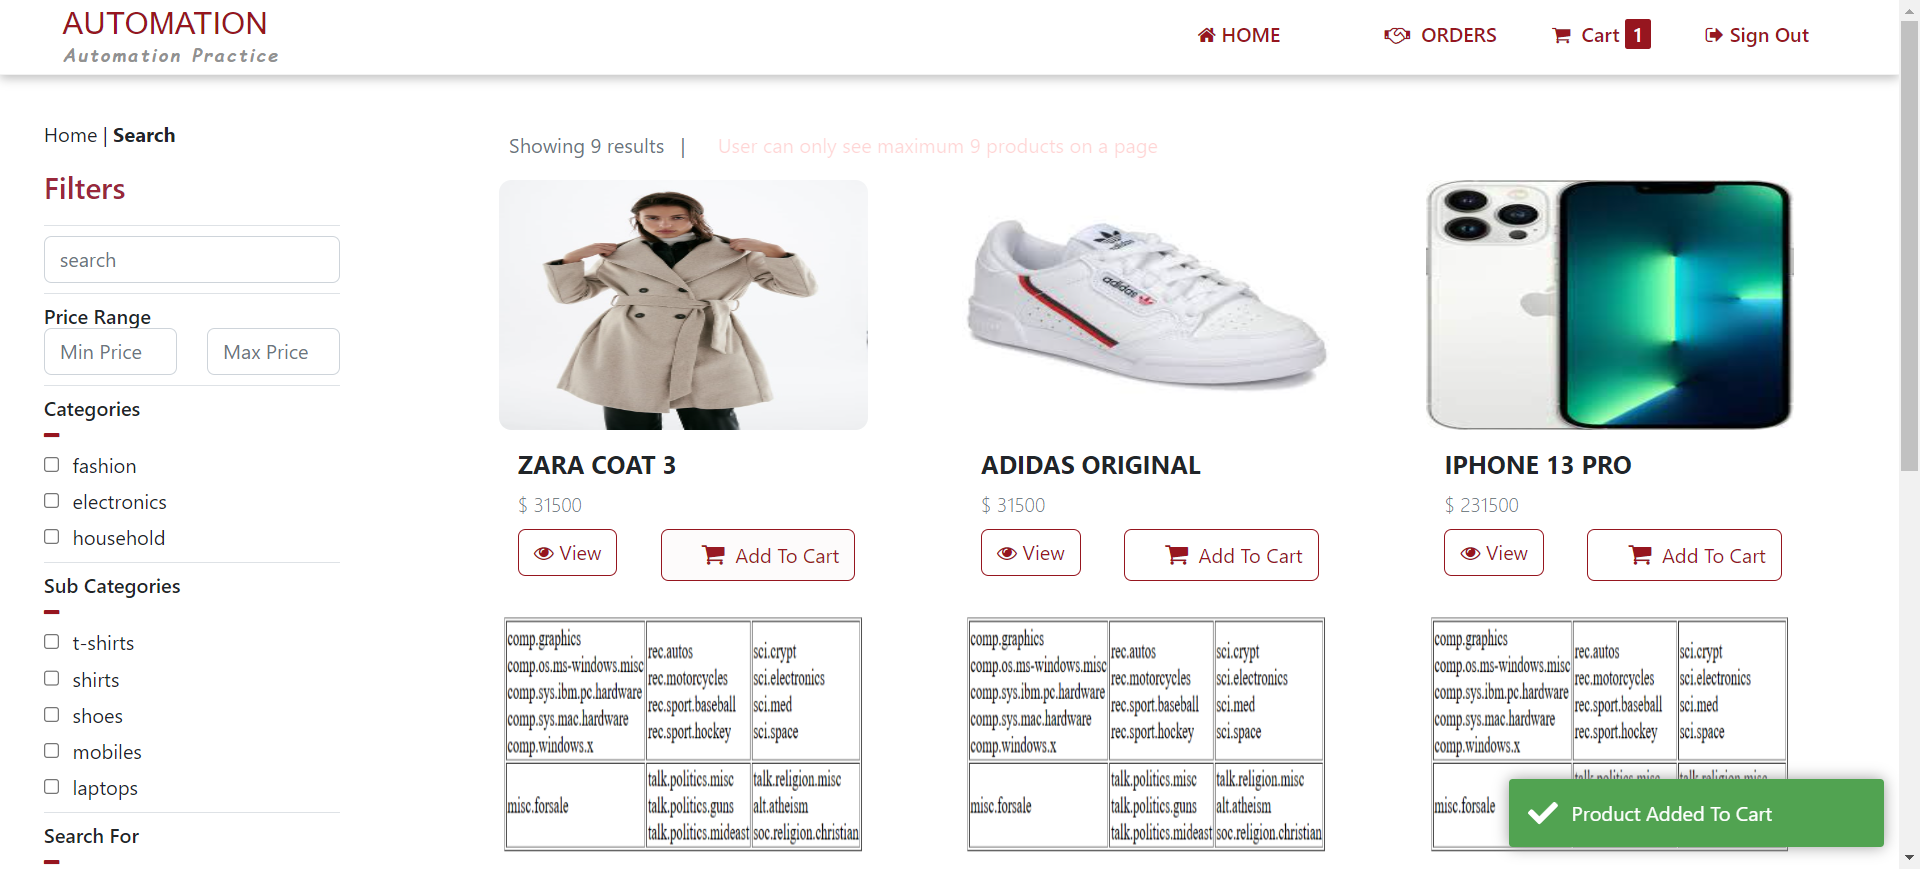 AUTOMATION
Automation Practice
HOME
ORDERS
Cart 1
Sign Out
Home | Search
Filters
search
Price Range
Min Price
Max Price
Categories
fashion
electronics
household
Sub Categories
t-shirts
shirts
shoes
mobiles
laptops
Search For
Showing 9 results |
User can only see maximum 9 products on a page
adidas
adidas
ZARA COAT 3
$ 31500
View
Add To Cart
ADIDAS ORIGINAL
$ 31500
View
Add To Cart
IPHONE 13 PRO
$ 231500
View
Add To Cart
comp.graphics
comp.os.ms-windows.misc
comp.sys.ibm.pc.hardware
comp.sys.mac.hardware
comp.windows.x
rec.autos
rec.motorcycles
rec.sport.baseball
rec.sport.hockey
sci.crypt
sci.electronics
sci.med
sci.space
misc.forsale
talk.politics.misc
talk.politics.guns
talk.politics.mideast
talk.religion.misc
alt.atheism
soc.religion.christian
comp.graphics
comp.os.ms-windows.misc
comp.sys.ibm.pc.hardware
comp.sys.mac.hardware
comp.windows.x
rec.autos
rec.motorcycles
rec.sport.baseball
rec.sport.hockey
sci.crypt
sci.electronics
sci.med
sci.space
misc.forsale
talk.politics.misc
talk.politics.guns
talk.politics.mideast
talk.religion.misc
alt.atheism
soc.religion.christian
comp.graphics
comp.os.ms-windows.misc
comp.sys.ibm.pc.hardware
comp.sys.mac.hardware
comp.windows.x
rec.autos
rec.motorcycles
rec.sport.baseball
rec.sport.hockey
sci.crypt
sci.electronics
sci.med
sci.space
misc.forsale
talk.politics.misc
talk.religion.misc
Product Added To Cart